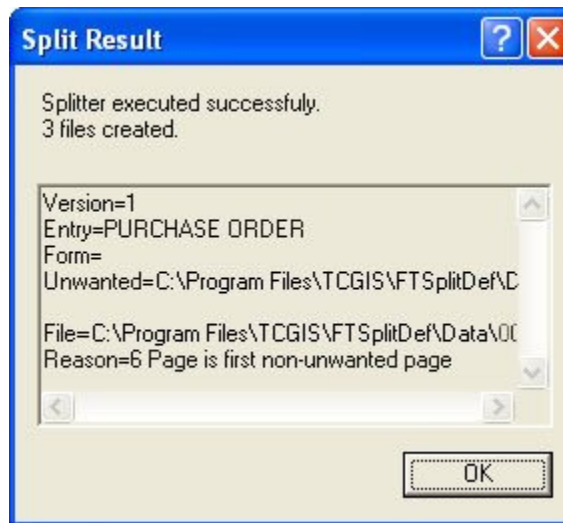 Split Result
Splitter executed successfuly.
3 files created.
Version=1
Entry=PURCHASE ORDER
Form=
Unwanted=C:\Program Files\TCGIS\FTSplitDef\D
File=C:\Program Files\TCGIS\FTSplitDef\Data\00
Reason=6 Page is first non-unwanted page
OK